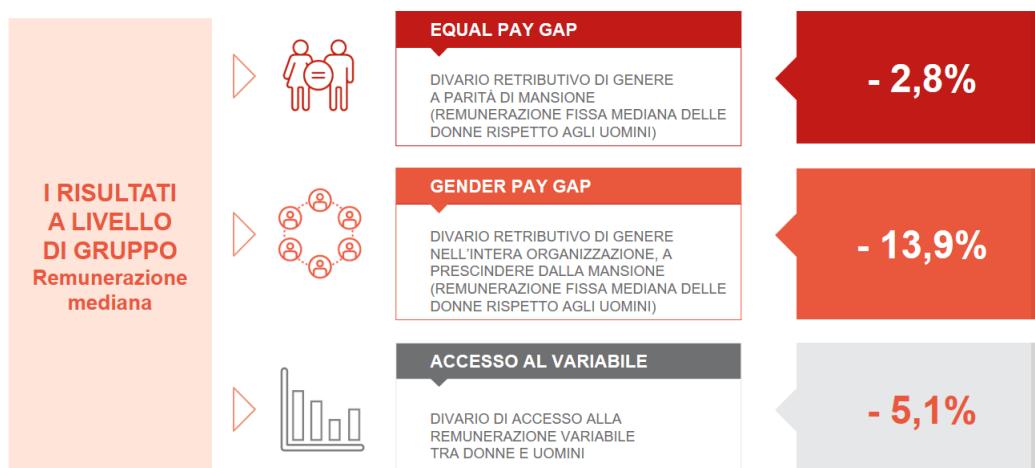 I RISULTATI
A LIVELLO
DI GRUPPO
Remunerazione
mediana
EQUAL PAY GAP
DIVARIO RETRIBUTIVO DI GENERE
A PARITÀ DI MANSIONE
(REMUNERAZIONE FISSA MEDIANA DELLE
DONNE RISPETTO AGLI UOMINI)
- 2,8%
GENDER PAY GAP
DIVARIO RETRIBUTIVO DI GENERE
NELL'INTERA ORGANIZZAZIONE, A
PRESCINDERE DALLA MANSIONE
(REMUNERAZIONE FISSA MEDIANA DELLE
DONNE RISPETTO AGLI UOMINI)
- 13,9%
ACCESSO AL VARIABILE
DIVARIO DI ACCESSO ALLA
REMUNERAZIONE VARIABILE
TRA DONNE E UOMINI
- 5,1%